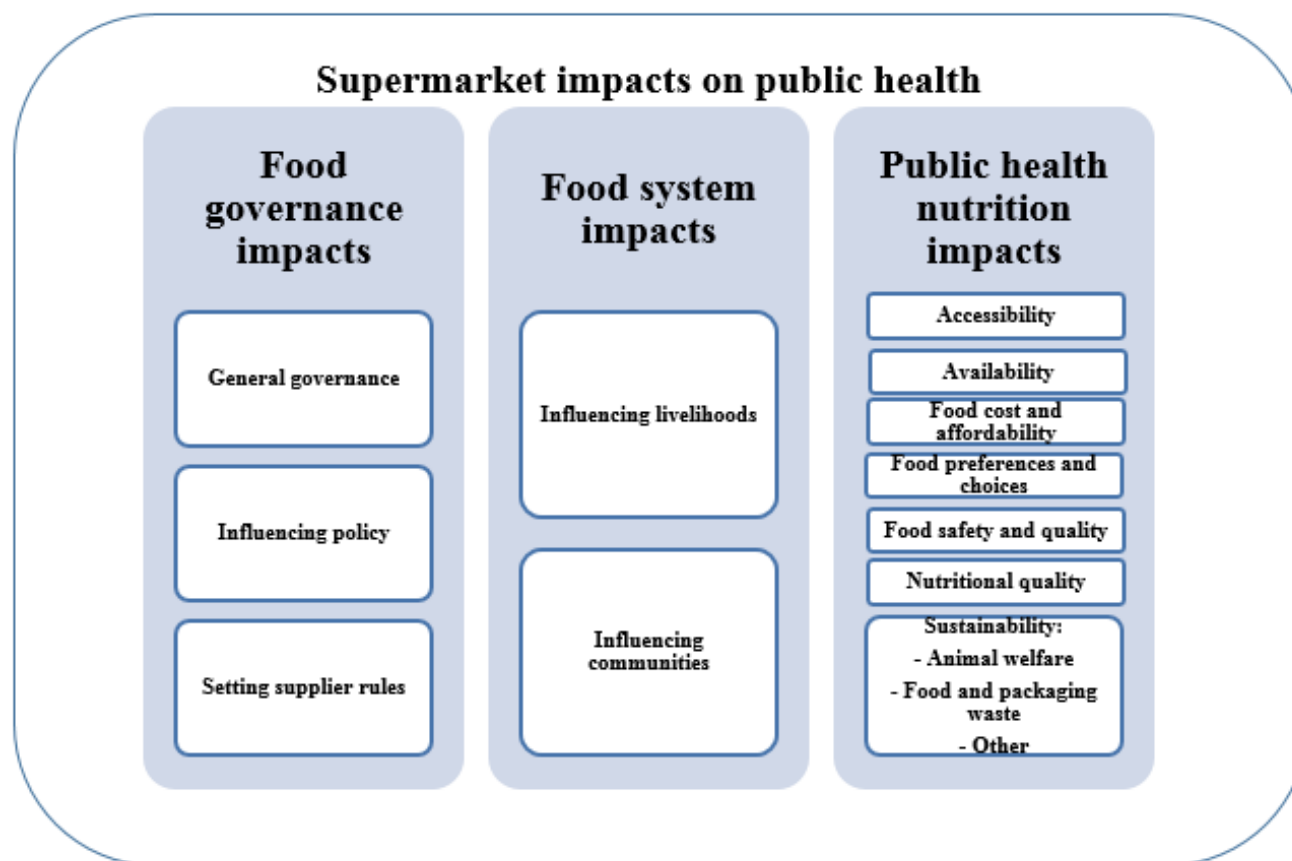 Supermarket impacts on public health
Food
governance
impacts
General governance
Influencing policy
Setting supplier rules
Food system
impacts
Influencing livelihoods
Influencing
communities
Public health
nutrition
impacts
Accessibility
Availability
Food cost and
affordability
Food preferences and
choices
Food safety and quality
Nutritional quality
Sustainability:
- Animal welfare
- Food and packaging
waste
- Other